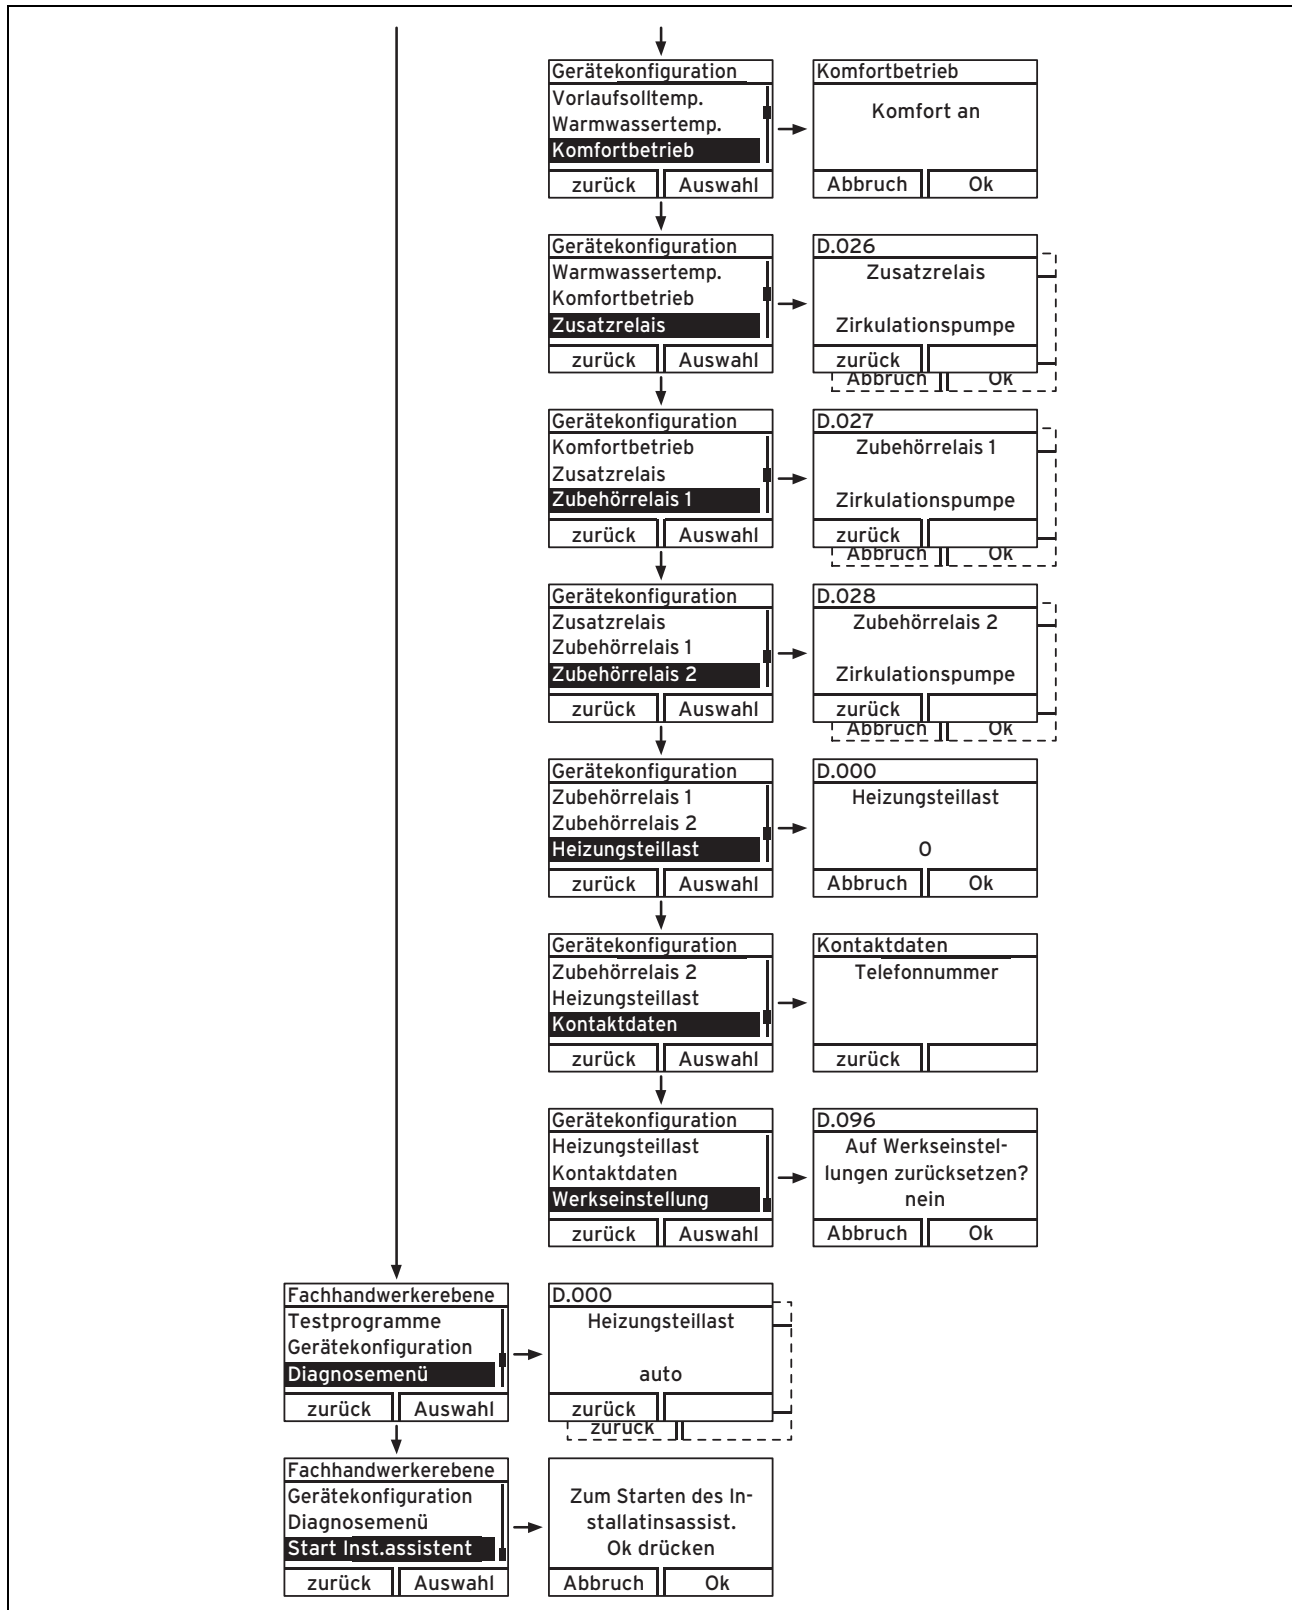 Gerätekonfiguration
Vorlaufsolltemp.
Warmwassertemp.
Komfortbetrieb
zurück Auswahl
Komfortbetrieb
Komfort an
Abbruch Ok
Gerätekonfiguration
Warmwassertemp.
Komfortbetrieb
Zusatzrelais
zurück Auswahl
D.026
Zusatzrelais
Zirkulationspumpe
zurück
Abbruch Ok
Gerätekonfiguration
Komfortbetrieb
Zusatzrelais
Zubehörrelais 1
zurück Auswahl
D.027
Zubehörrelais 1
Zirkulationspumpe
zurück
Abbruch Ok
Gerätekonfiguration
Zusatzrelais
Zubehörrelais 1
Zubehörrelais 2
zurück Auswahl
D.028
Zubehörrelais 2
Zirkulationspumpe
zurück
Abbruch Ok
Gerätekonfiguration
Zubehörrelais 1
Zubehörrelais 2
Heizungsteillast
zurück Auswahl
D.000
Heizungsteillast
0
Abbruch Ok
Gerätekonfiguration
Zubehörrelais 2
Heizungsteillast
Kontaktdaten
zurück Auswahl
Kontaktdaten
Telefonnummer
zurück
Gerätekonfiguration
Heizungsteillast
Kontaktdaten
Werkseinstellung
zurück Auswahl
D.096
Auf Werkseinstel-
lungen zurücksetzen?
nein
Abbruch Ok
Fachhandwerkerebene
Testprogramme
Gerätekonfiguration
Diagnosemenü
zurück Auswahl
D.000
Heizungsteillast
auto
zurück
zurück
Fachhandwerkerebene
Gerätekonfiguration
Diagnosemenü
Start Inst.assistent
zurück Auswahl
Zum Starten des In-
stallatinsassist.
Ok drücken
Abbruch Ok